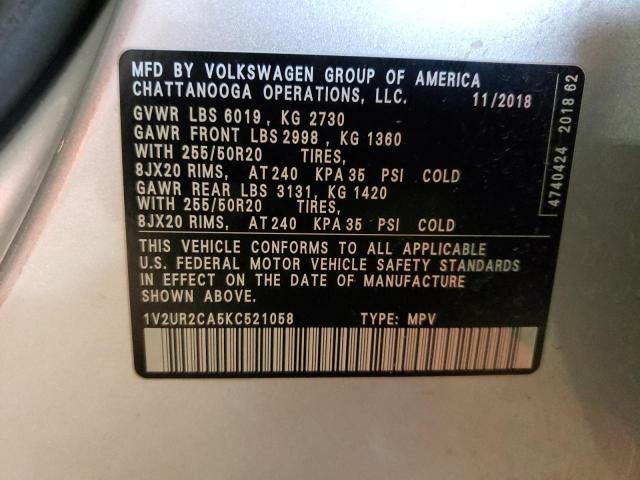 MFD BY VOLKSWAGEN GROUP OF AMERICA
CHATTANOOGA OPERATIONS, LLC. 11/2018
GVWR LBS 6019, KG 2730
GAWR FRONT LBS 2998, KG 1360
WITH 255/50R20 TIRES,
8JX20 RIMS, AT 240 KPA 35 PSI COLD
GAWR REAR LBS 3131, KG 1420
WITH 255/50R20 TIRES,
8JX20 RIMS, AT 240 KPA 35 PSI COLD
THIS VEHICLE CONFORMS TO ALL APPLICABLE
U.S. FEDERAL MOTOR VEHICLE SAFETY STANDARDS
IN EFFECT ON THE DATE OF MANUFACTURE
SHOWN ABOVE.
1V2UR2CA5KC521058 TYPE: MPV
4740424 2018 62